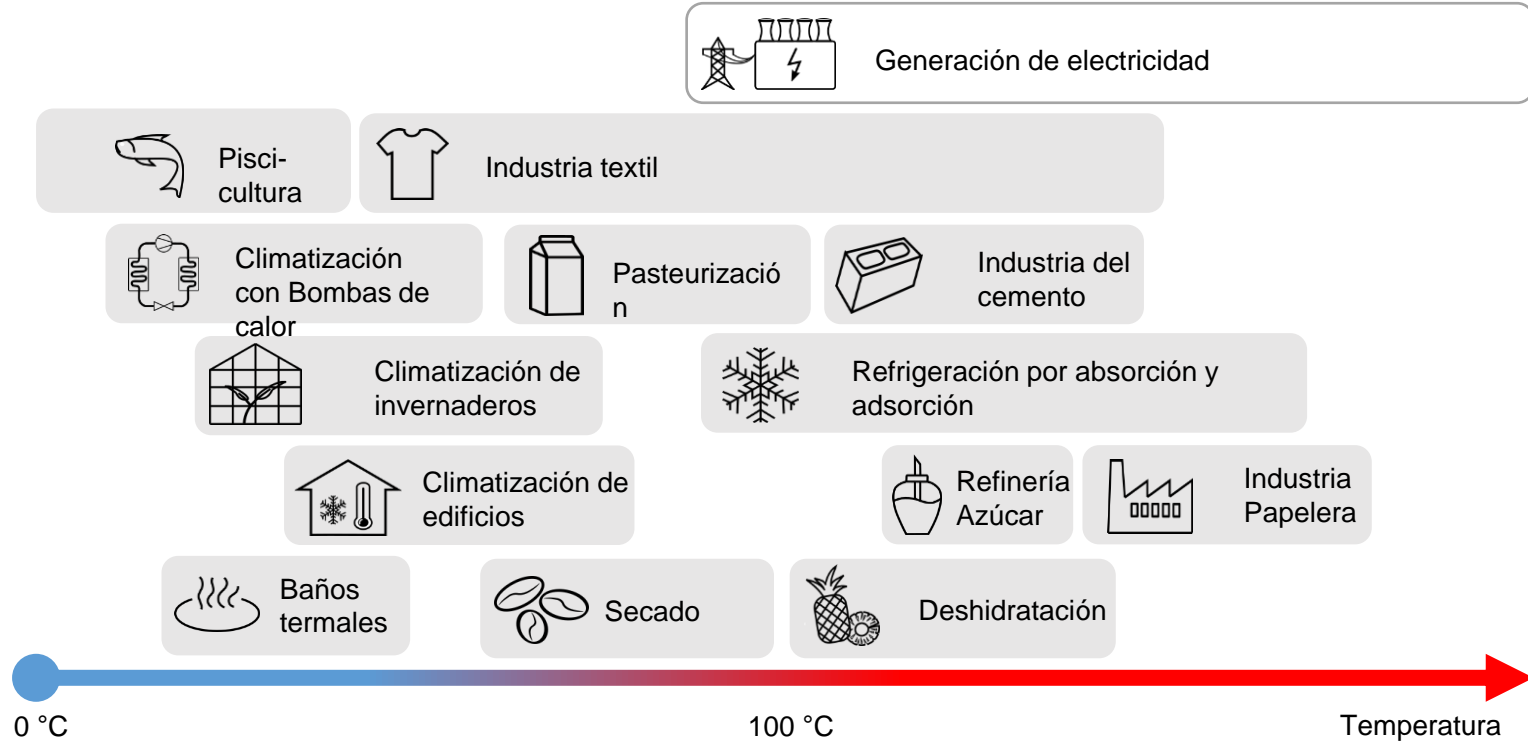 Generación de electricidad
Pisci-
cultura
Industria textil
Climatización
con Bombas de
calor
Pasteurizació
n
Industria del
cemento
Climatización de
invernaderos
Refrigeración por absorción y
adsorción
Climatización de
edificios
Refinería
Azúcar
Industria
Papelera
Baños
termales
Secado
Deshidratación
0 °C
100 °C
Temperatura